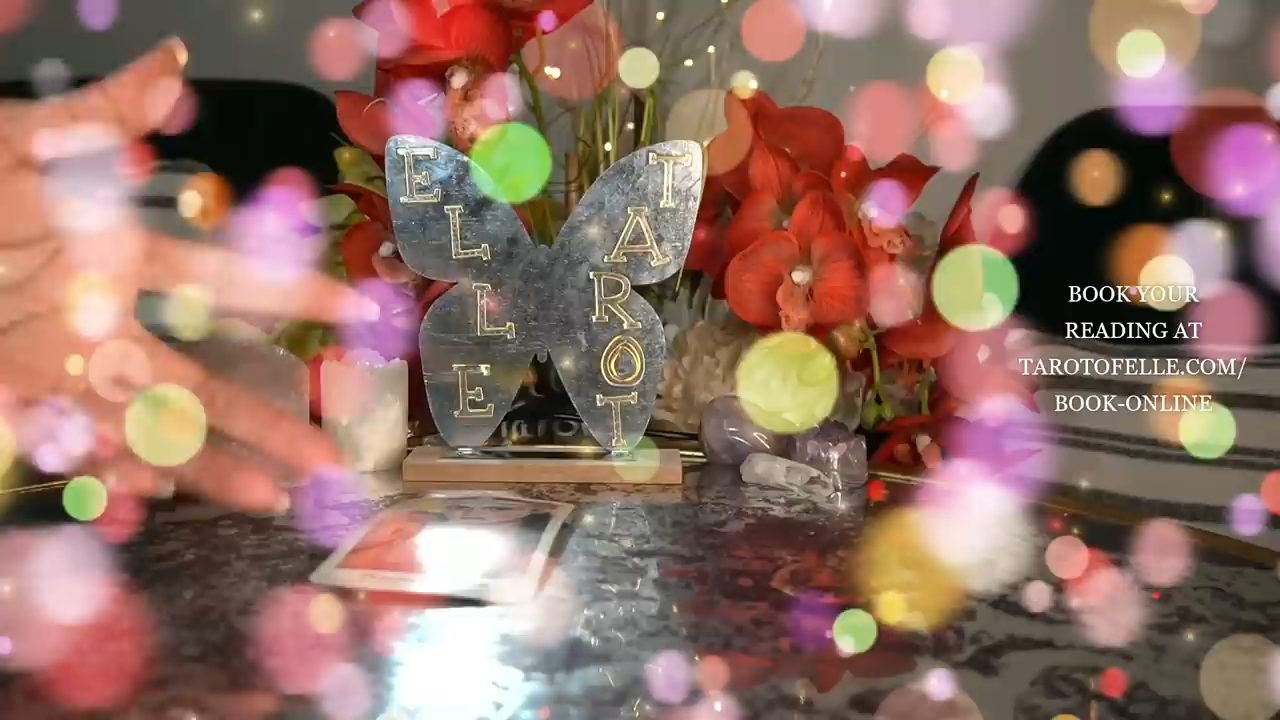 ELLE
TAROT
BOOK YOUR
READING AT
TAROTOFELLE.COM/
BOOK-ONLINE